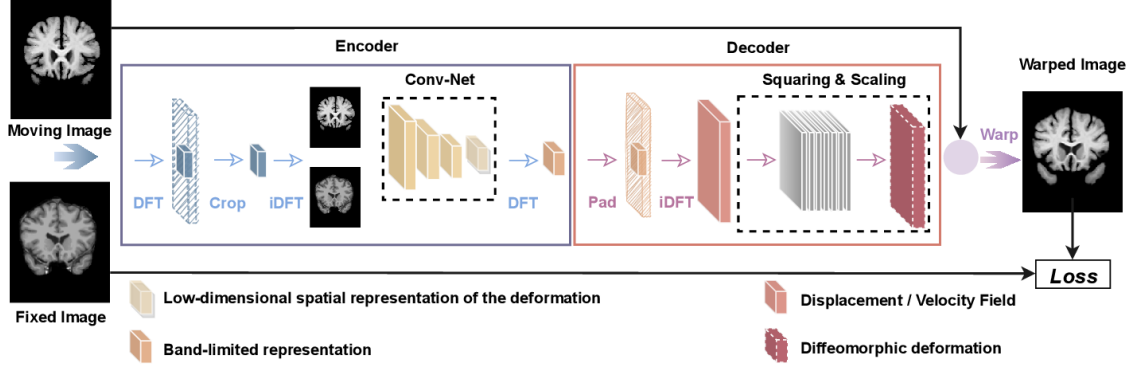 Encoder
Decoder
Conv-Net
Squaring & Scaling
Warped Image
Moving Image
Warp
DFT
Crop
iDFT
DFT
Pad
iDFT
Loss
Fixed Image
Low-dimensional spatial representation of the deformation
Displacement / Velocity Field
Band-limited representation
Diffeomorphic deformation